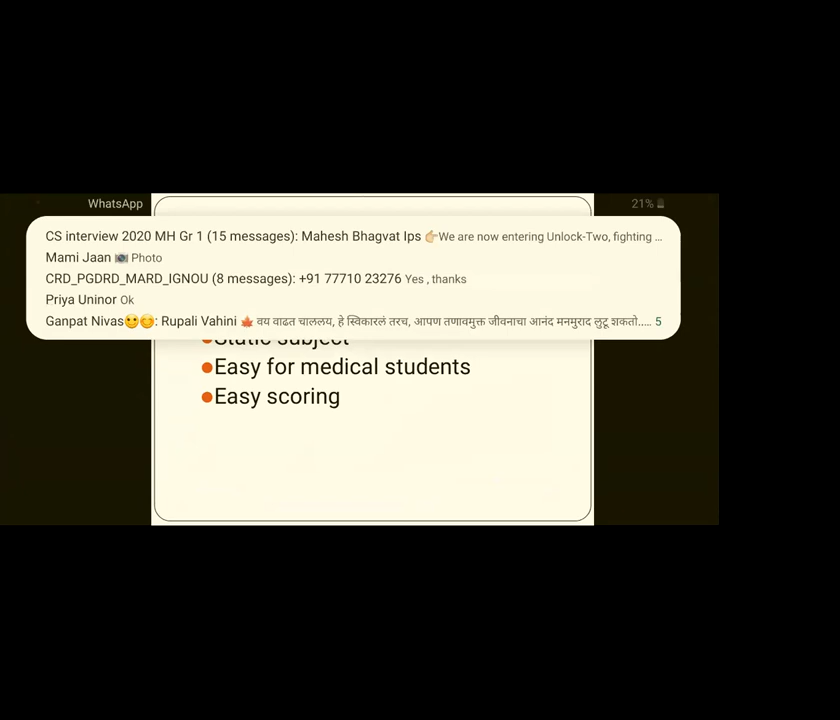 WhatsApp 21%
CS interview 2020 MH Gr 1 (15 messages): Mahesh Bhagvat Ips 👉🏼We are now entering Unlock-Two, fighting ...
Mami Jaan 📷 Photo
CRD_PGDRD_MARD_IGNOU (8 messages): +91 77710 23276 Yes , thanks
Priya Uninor Ok
Ganpat Nivas🙂😊: Rupali Vahini 🍁 वय वाढत चाललय, हे स्विकारलं तरच, आपण तणावमुक्त जीवनाचा आनंद मनमुराद लुटू शकतो..... 5
•Static subject
•Easy for medical students
•Easy scoring